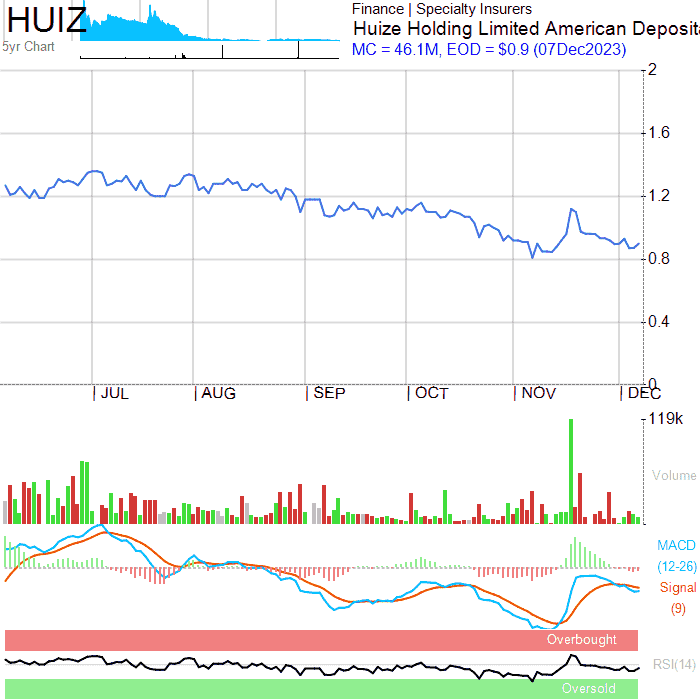 HUIZ
5yr Chart
Finance | Specialty Insurers
Huize Holding Limited American Deposit
MC = 46.1M, EOD = $0.9 (07Dec2023)
2
1.6
1.2
0.8
0.4
0
JUL AUG SEP OCT NOV DEC
119k
Volume
MACD
(12-26)
Signal
(9)
Overbought
RSI(14)
Oversold